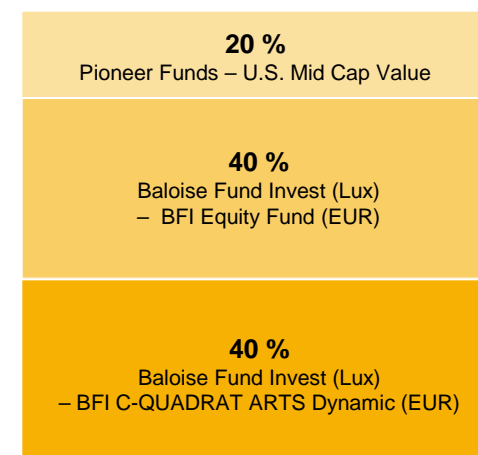 20 %
Pioneer Funds – U.S. Mid Cap Value
40 %
Baloise Fund Invest (Lux)
– BFI Equity Fund (EUR)
40 %
Baloise Fund Invest (Lux)
– BFI C-QUADRAT ARTS Dynamic (EUR)